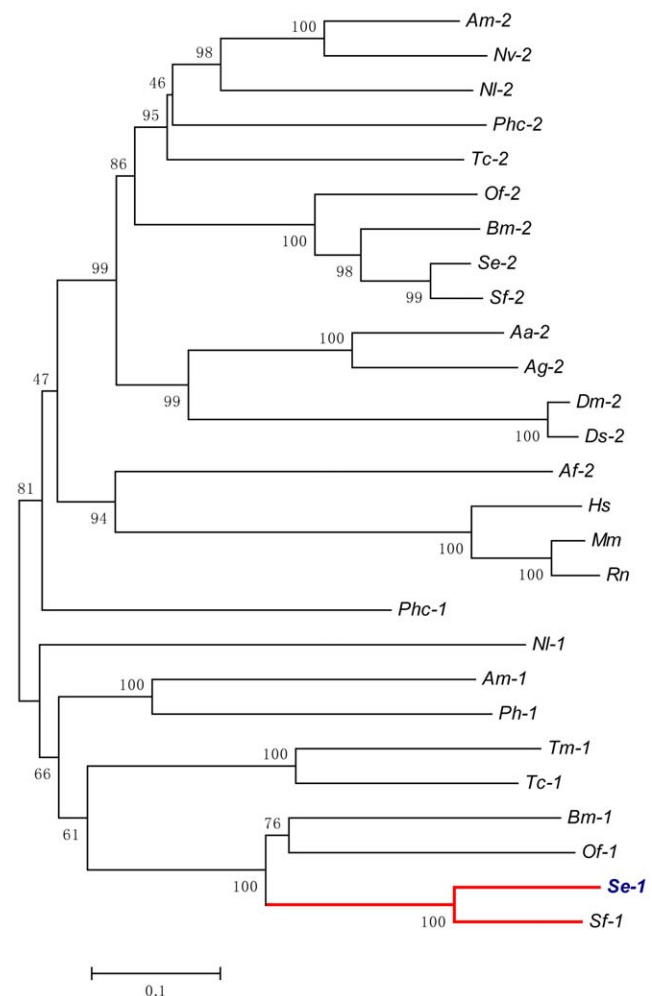 Am-2
100
Nv-2
98
Nl-2
46
Phc-2
95
Tc-2
86
Of-2
100
Bm-2
98
Se-2
99
Sf-2
99
Aa-2
100
Ag-2
99
Dm-2
100
Ds-2
47
Af-2
94
Hs
100
Mm
100
Rn
81
Phc-1
Nl-1
Am-1
100
Ph-1
66
Tm-1
100
Tc-1
61
Bm-1
76
Of-1
100
Se-1
100
Sf-1
0.1